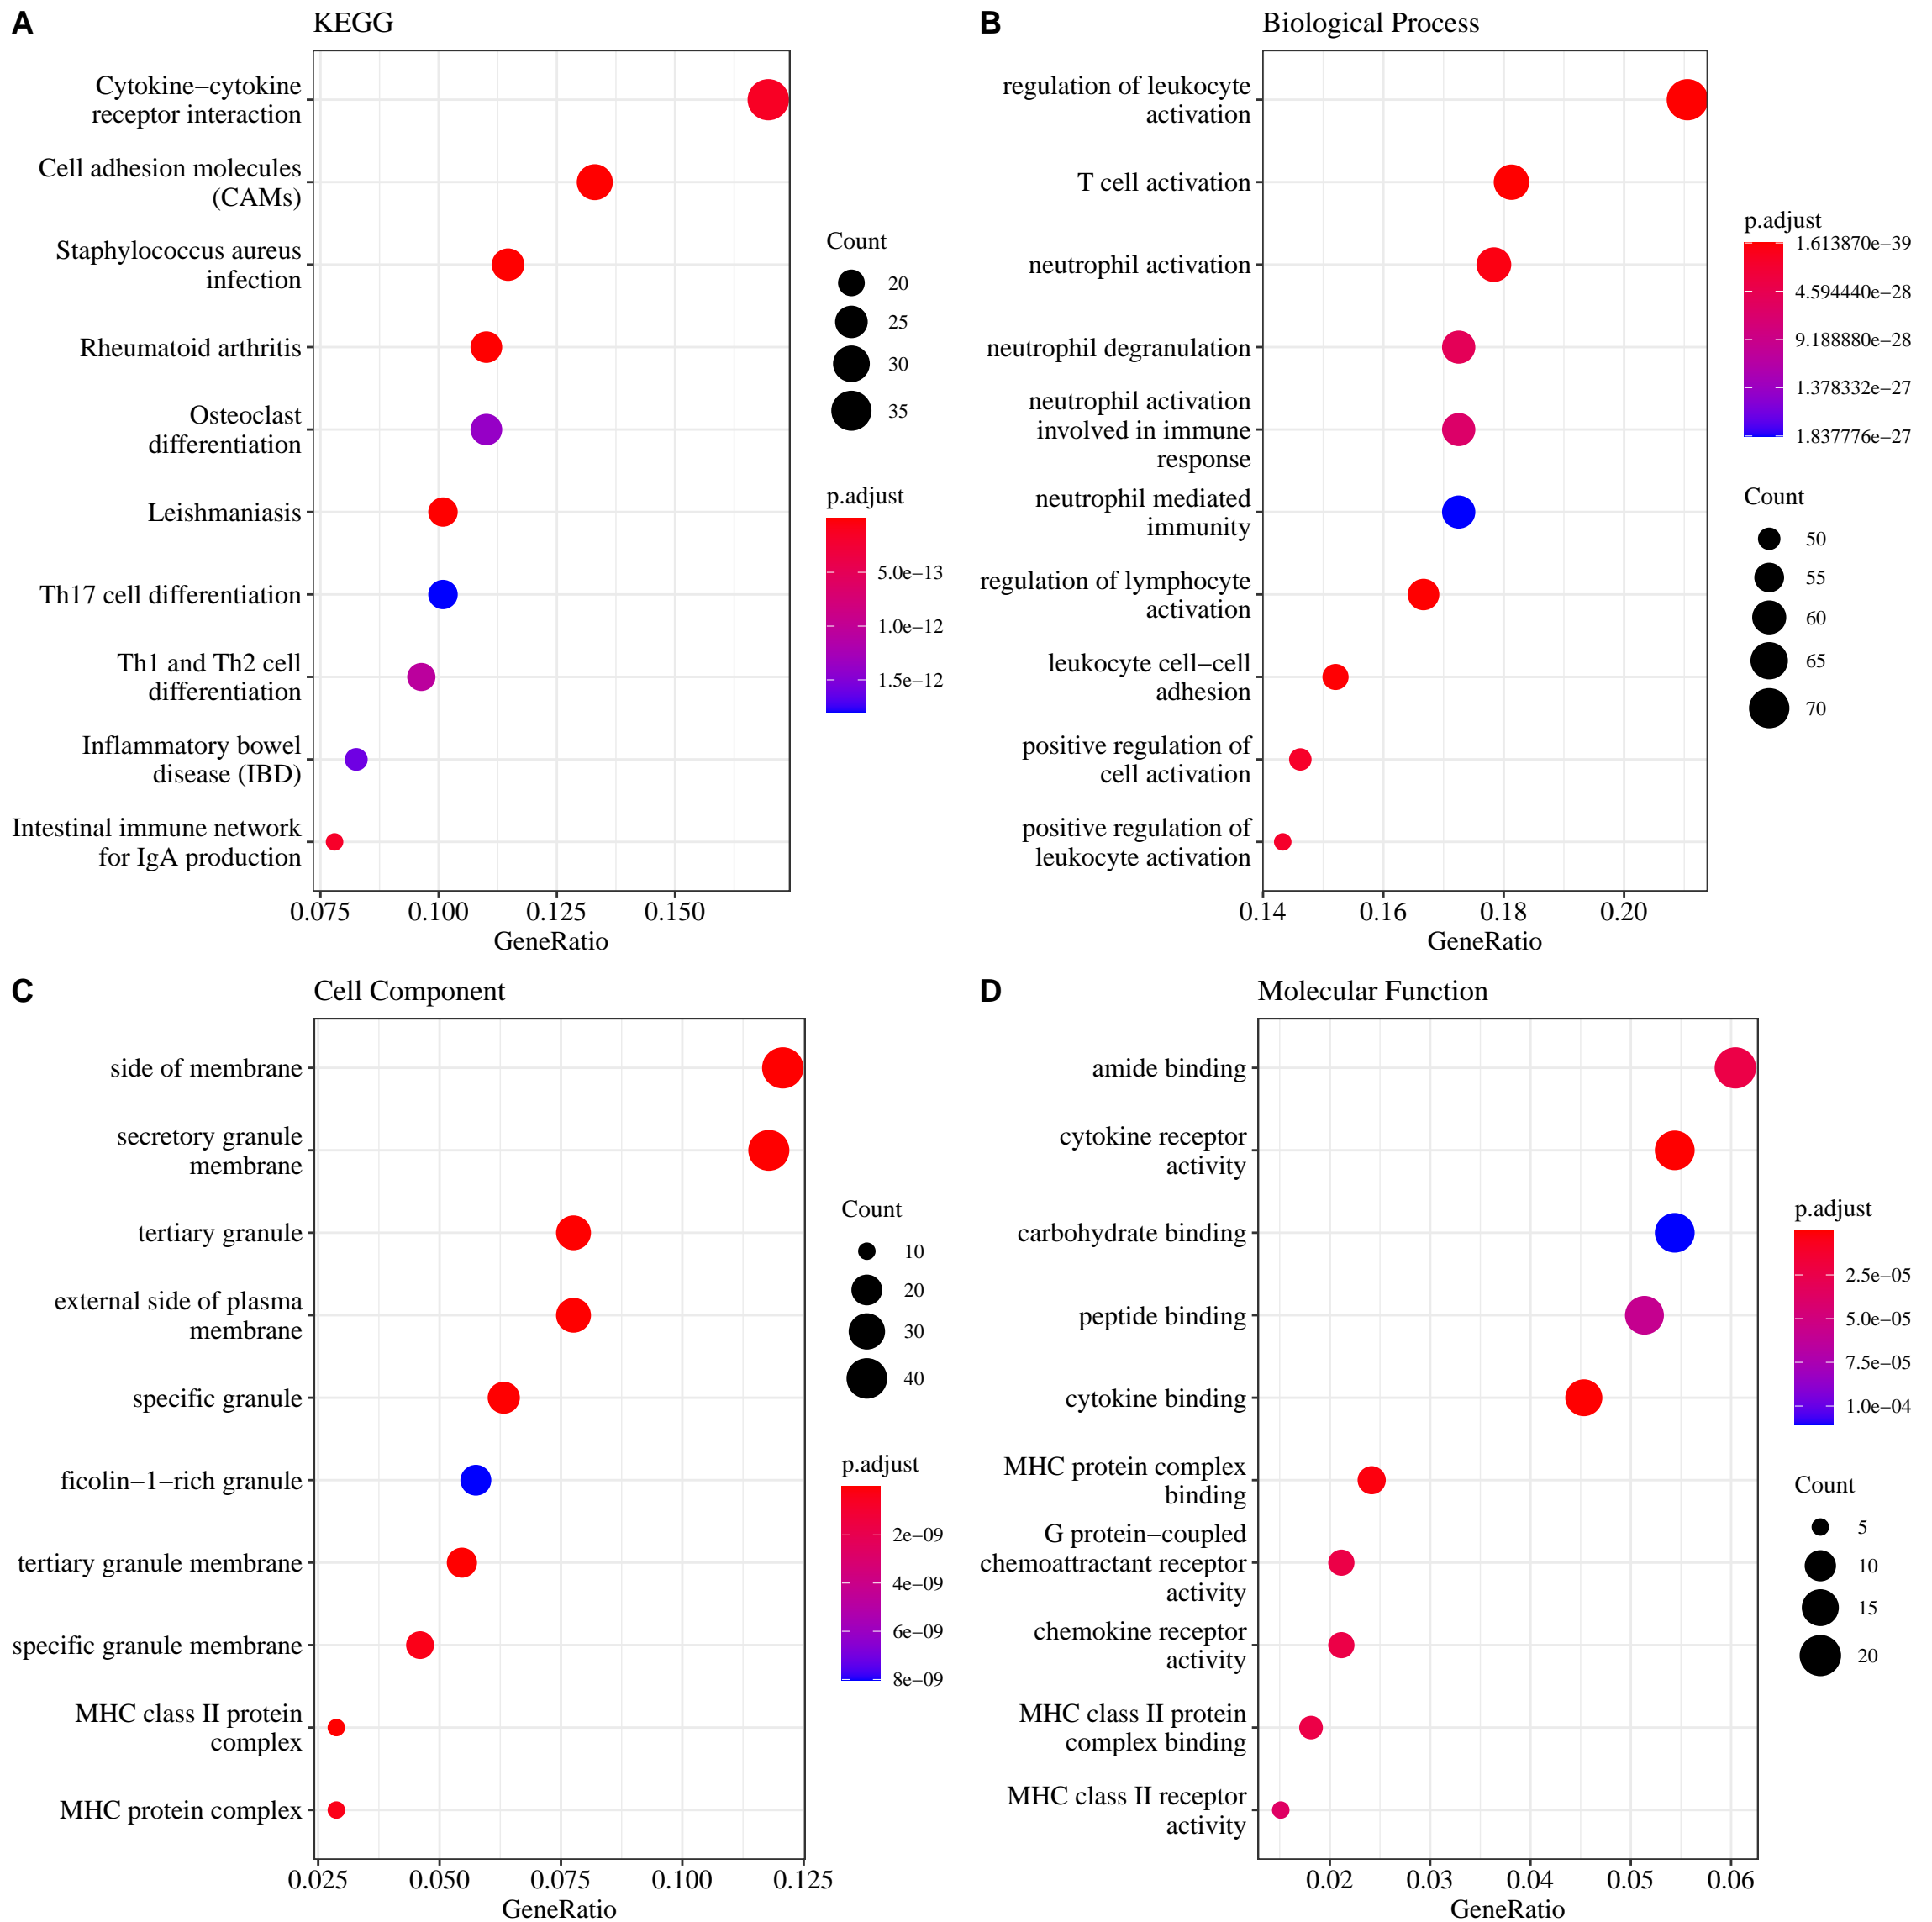 A
KEGG
Cytokine−cytokine
receptor interaction
Cell adhesion molecules
(CAMs)
Staphylococcus aureus
infection
Rheumatoid arthritis
Osteoclast
differentiation
Leishmaniasis
Th17 cell differentiation
Th1 and Th2 cell
differentiation
Inflammatory bowel
disease (IBD)
Intestinal immune network
for IgA production
0.075 0.100 0.125 0.150
GeneRatio
Count
20
25
30
35
p.adjust
5.0e−13
1.0e−12
1.5e−12
B
Biological Process
regulation of leukocyte
activation
T cell activation
neutrophil activation
neutrophil degranulation
neutrophil activation
involved in immune
response
neutrophil mediated
immunity
regulation of lymphocyte
activation
leukocyte cell−cell
adhesion
positive regulation of
cell activation
positive regulation of
leukocyte activation
0.14 0.16 0.18 0.20
GeneRatio
p.adjust
1.613870e−39
4.594440e−28
9.188880e−28
1.378332e−27
1.837776e−27
Count
50
55
60
65
70
C
Cell Component
side of membrane
secretory granule
membrane
tertiary granule
external side of plasma
membrane
specific granule
ficolin−1−rich granule
tertiary granule membrane
specific granule membrane
MHC class II protein
complex
MHC protein complex
0.025 0.050 0.075 0.100 0.125
GeneRatio
Count
10
20
30
40
p.adjust
2e−09
4e−09
6e−09
8e−09
D
Molecular Function
amide binding
cytokine receptor
activity
carbohydrate binding
peptide binding
cytokine binding
MHC protein complex
binding
G protein−coupled
chemoattractant receptor
activity
chemokine receptor
activity
MHC class II protein
complex binding
MHC class II receptor
activity
0.02 0.03 0.04 0.05 0.06
GeneRatio
p.adjust
2.5e−05
5.0e−05
7.5e−05
1.0e−04
Count
5
10
15
20